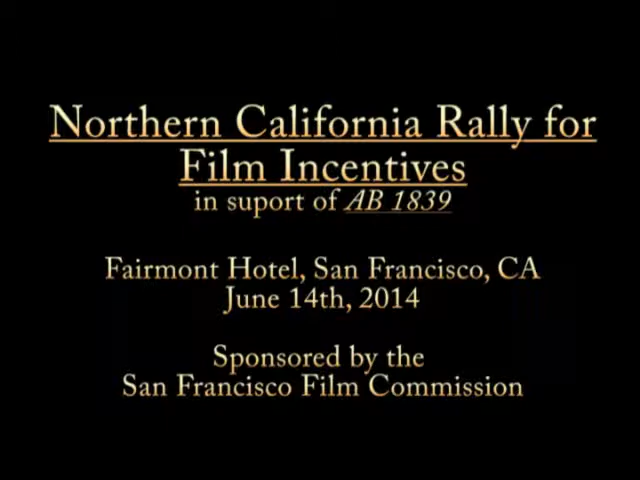 Northern California Rally for
Film Incentives
in suport of AB 1839
Fairmont Hotel, San Francisco, CA
June 14th, 2014
Sponsored by the
San Francisco Film Commission